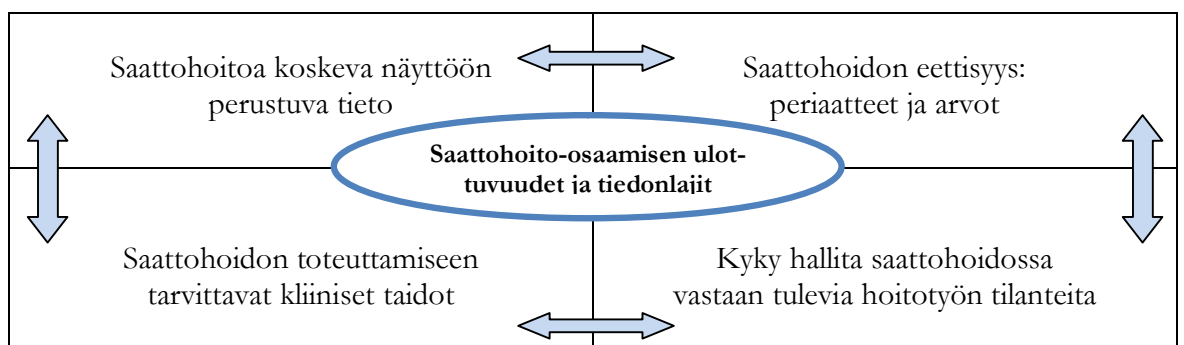 Saattohoitoa koskeva näyttöön
perustuva tieto
Saattohoidon eettisyys:
periaatteet ja arvot
Saattohoito-osaamisen ulot-
tuvuudet ja tiedonlajit
Saattohoidon toteuttamiseen
tarvittavat kliiniset taidot
Kyky hallita saattohoidossa
vastaan tulevia hoitotyön tilanteita